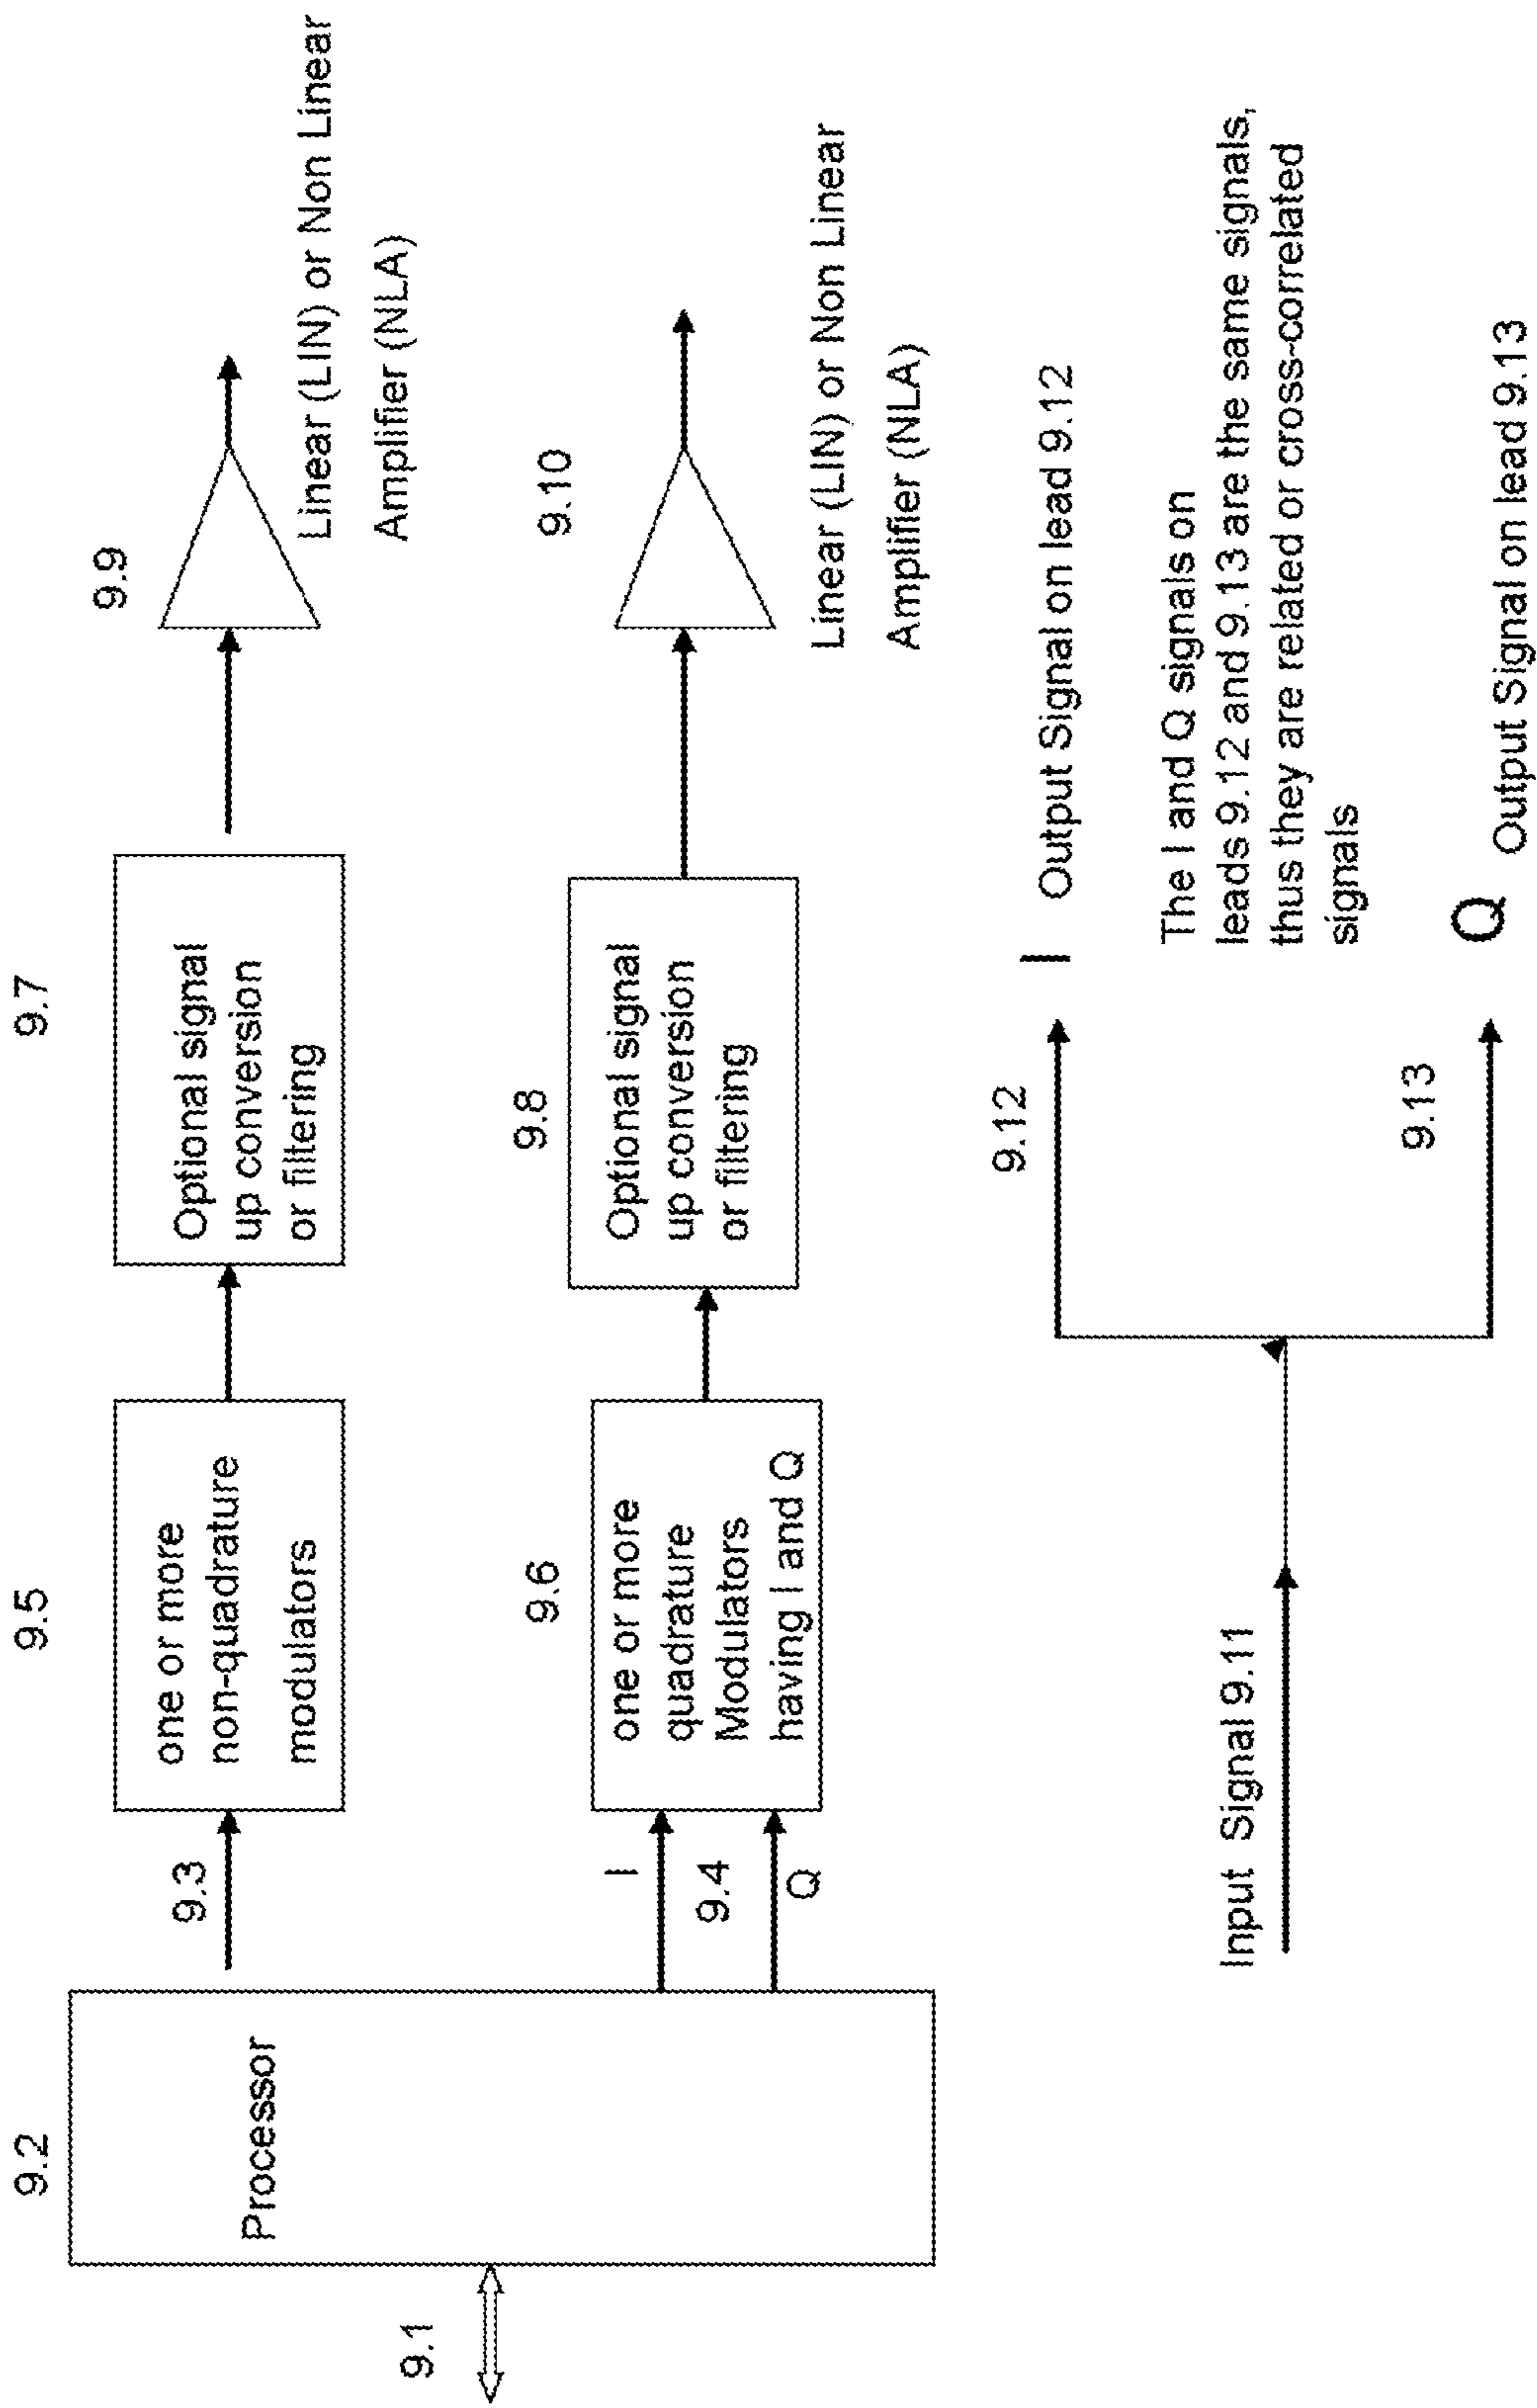 9.1
9.2
Processor
9.3
9.5
one or more
non-quadrature
modulators
9.7
Optional signal
up conversion
or filtering
9.9
Linear (LIN) or Non Linear
Amplifier (NLA)
I
9.4
Q
9.6
one or more
quadrature
Modulators
having I and Q
9.8
Optional signal
up conversion
or filtering
9.10
Linear (LIN) or Non Linear
Amplifier (NLA)
Input Signal 9.11
9.12
I Output Signal on lead 9.12
The I and Q signals on
leads 9.12 and 9.13 are the same signals,
thus they are related or cross-correlated
signals
9.13
Q Output Signal on lead 9.13